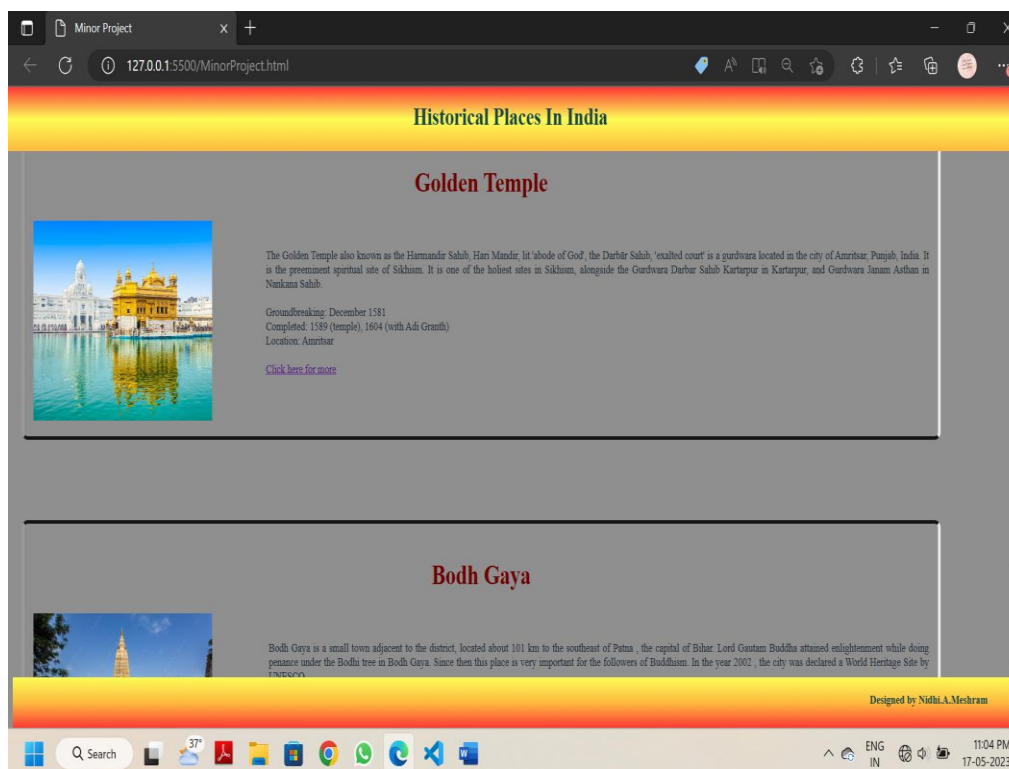 Minor Project
127.0.0.1:5500/MinorProject.html
Historical Places In India
Golden Temple
The Golden Temple also known as the Harmandir Sahib, Hari Mandir, lit.'abode of God', the Darbār Sahib, 'exalted court' is a gurdwara located in the city of Amritsar, Punjab, India. It
is the preeminent spiritual site of Sikhism. It is one of the holiest sites in Sikhism, alongside the Gurdwara Darbar Sahib Kartarpur in Kartarpur, and Gurdwara Janam Asthan in
Nankana Sahib.
Groundbreaking: December 1581
Completed: 1589 (temple), 1604 (with Adi Granth)
Location: Amritsar
Click here for more
Bodh Gaya
Bodh Gaya is a small town adjacent to the district, located about 101 km to the southeast of Patna , the capital of Bihar. Lord Gautam Buddha attained enlightenment while doing
penance under the Bodhi tree in Bodh Gaya. Since then this place is very important for the followers of Buddhism. In the year 2002 , the city was declared a World Heritage Site by
UNESCO
Designed by Nidhi.A.Meshram
Search
37°
ENG
IN
11:04 PM
17-05-2023